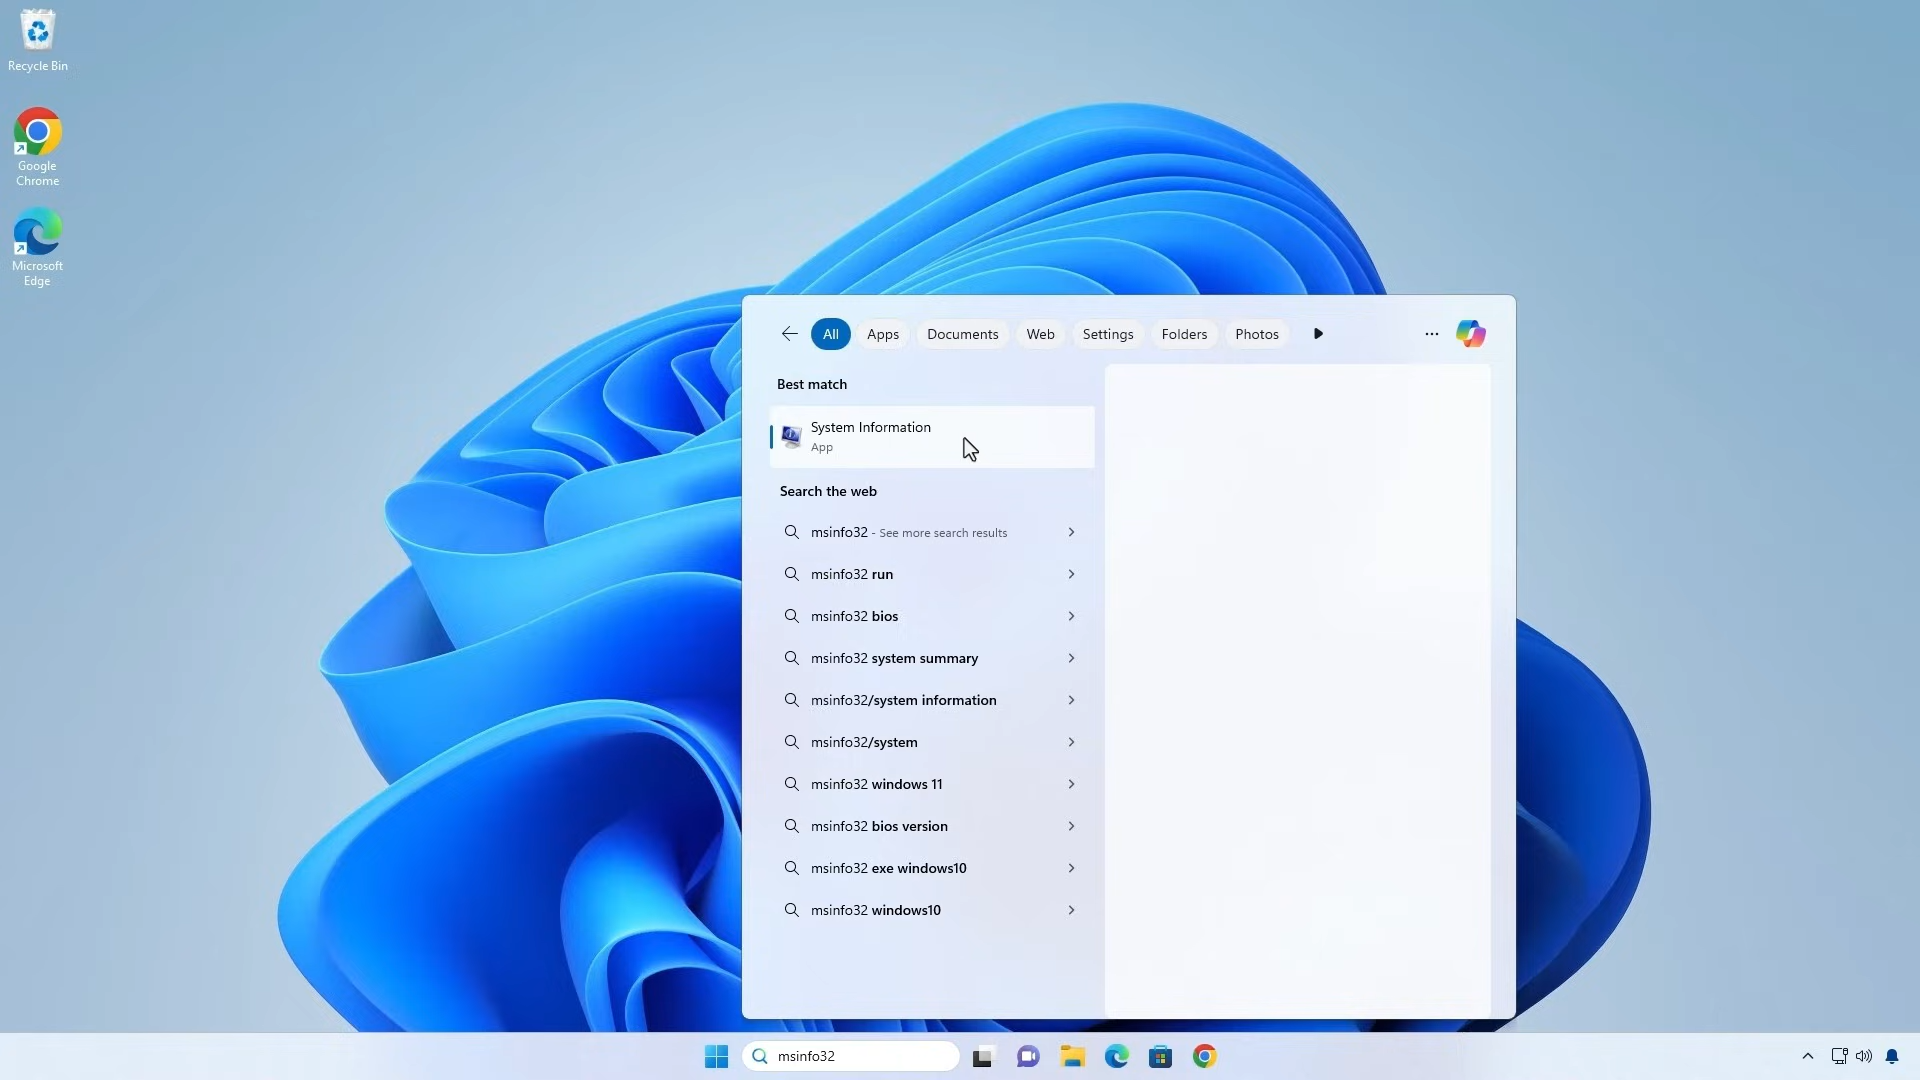 Recycle Bin
Google
Chrome
Microsoft
Edge
All Apps Documents Web Settings Folders Photos
Best match
System Information
App
Search the web
msinfo32 - See more search results
msinfo32 run
msinfo32 bios
msinfo32 system summary
msinfo32/system information
msinfo32/system
msinfo32 windows 11
msinfo32 bios version
msinfo32 exe windows10
msinfo32 windows10
msinfo32